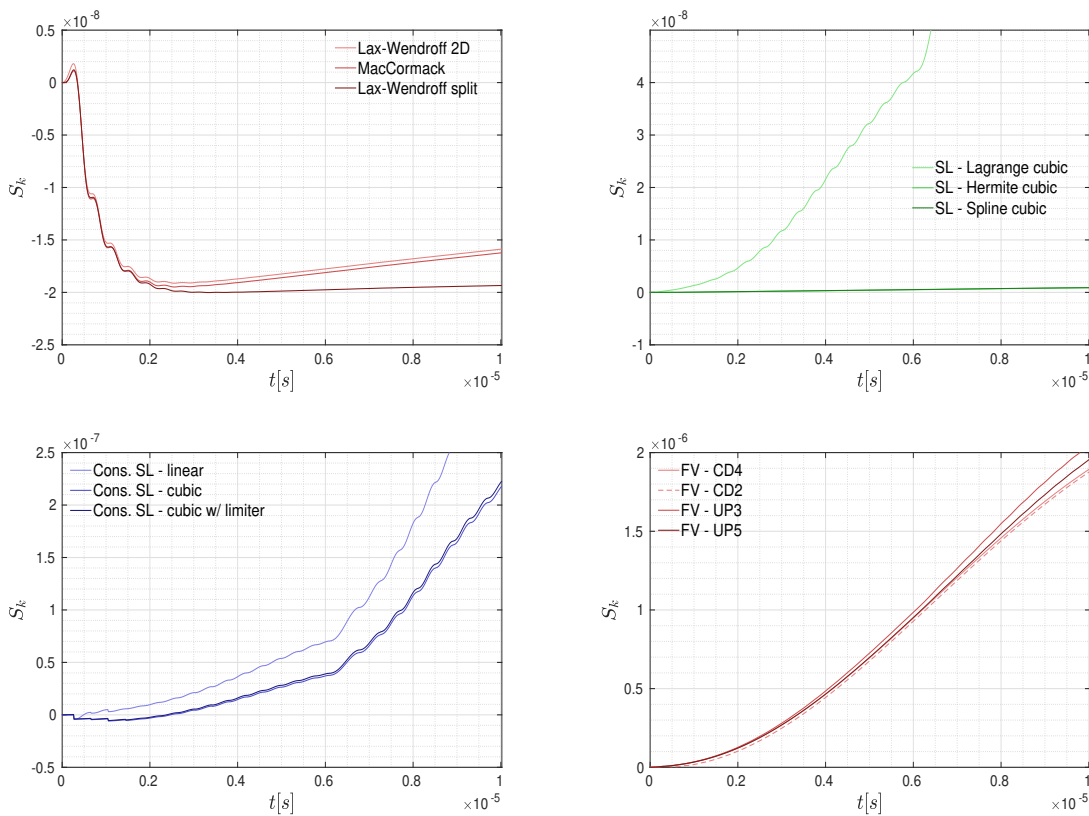 ×10⁻⁸
0.5
0
-0.5
-1
-1.5
-2
-2.5
S_k
Lax-Wendroff 2D
MacCormack
Lax-Wendroff split
0 0.2 0.4 0.6 0.8 1
t[s]
×10⁻⁵
×10⁻⁸
4
2
0
-1
S_k
SL - Lagrange cubic
SL - Hermite cubic
SL - Spline cubic
0 0.2 0.4 0.6 0.8 1
t[s]
×10⁻⁵
×10⁻⁷
2.5
2
1.5
1
0.5
0
-0.5
S_k
Cons. SL - linear
Cons. SL - cubic
Cons. SL - cubic w/ limiter
0 0.2 0.4 0.6 0.8 1
t[s]
×10⁻⁵
×10⁻⁶
2
1.5
1
0.5
0
S_k
FV - CD4
FV - CD2
FV - UP3
FV - UP5
0 0.2 0.4 0.6 0.8 1
t[s]
×10⁻⁵